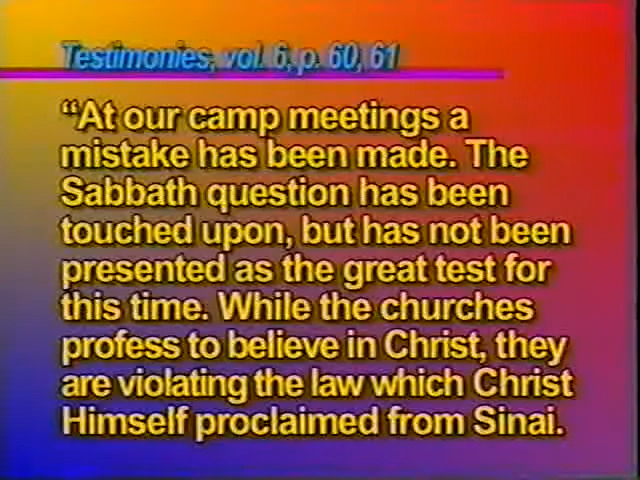 Testimonies, vol. 6, p. 60, 61
“At our camp meetings a
mistake has been made. The
Sabbath question has been
touched upon, but has not been
presented as the great test for
this time. While the churches
profess to believe in Christ, they
are violating the law which Christ
Himself proclaimed from Sinai.